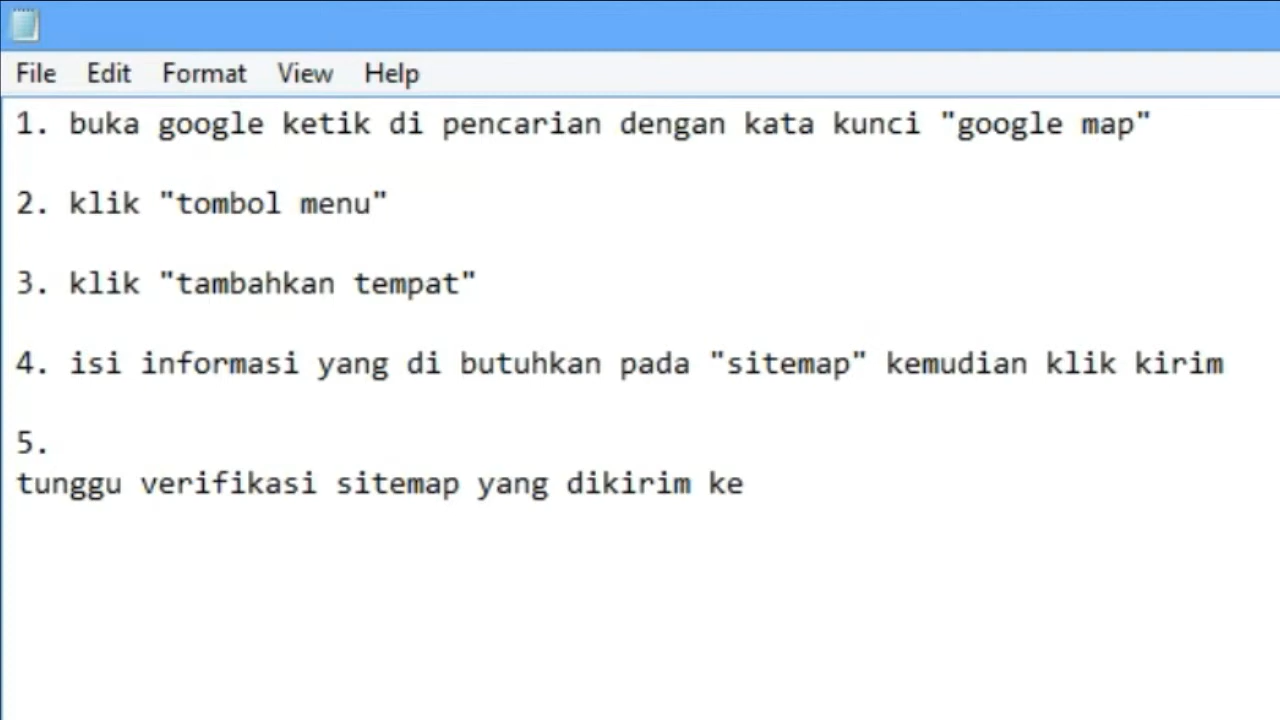 File Edit Format View Help
1. buka google ketik di pencarian dengan kata kunci "google map"
2. klik "tombol menu"
3. klik "tambahkan tempat"
4. isi informasi yang di butuhkan pada "sitemap" kemudian klik kirim
5.
tunggu verifikasi sitemap yang dikirim ke